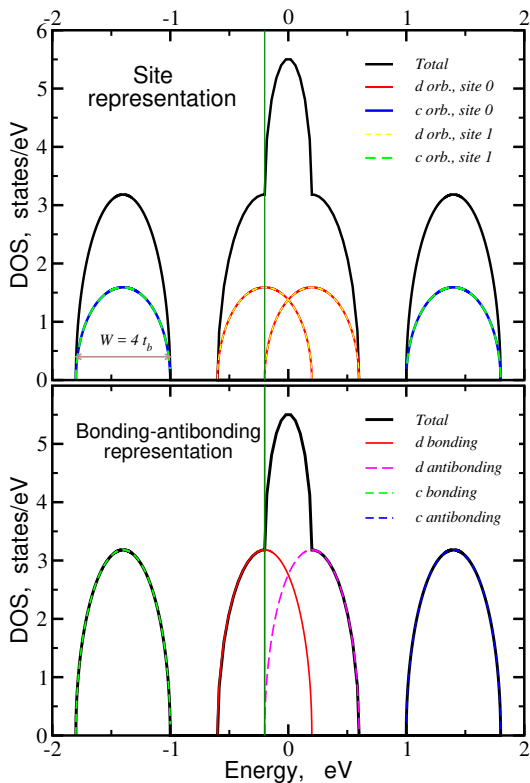 -2 -1 0 1 2
6
5
4
3
2
1
0
DOS, states/eV
Site
representation
Total
d orb., site 0
c orb., site 0
d orb., site 1
c orb., site 1
W = 4 t_b
5
4
3
2
1
0
DOS, states/eV
Bonding-antibonding
representation
Total
d bonding
d antibonding
c bonding
c antibonding
-2 -1 0 1 2
Energy, eV